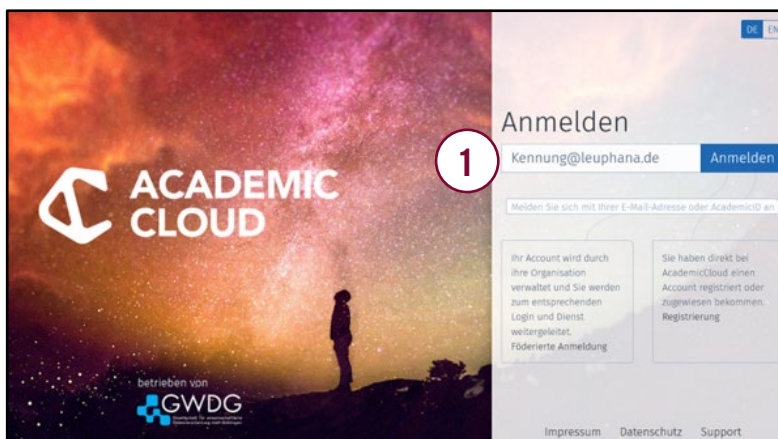 DE EN
Anmelden
1
Kennung@leuphana.de Anmelden
Melden Sie sich mit Ihrer E-Mail-Adresse oder AcademicID an
ACADEMIC
CLOUD
Ihr Account wird durch
ihre Organisation
verwaltet und Sie werden
zum entsprechenden
Login und Dienst
weitergeleitet.
Föderierte Anmeldung
Sie haben direkt bei
AcademicCloud einen
Account registriert oder
zugewiesen bekommen.
Registrierung
betrieben von
GWDG
Impressum Datenschutz Support